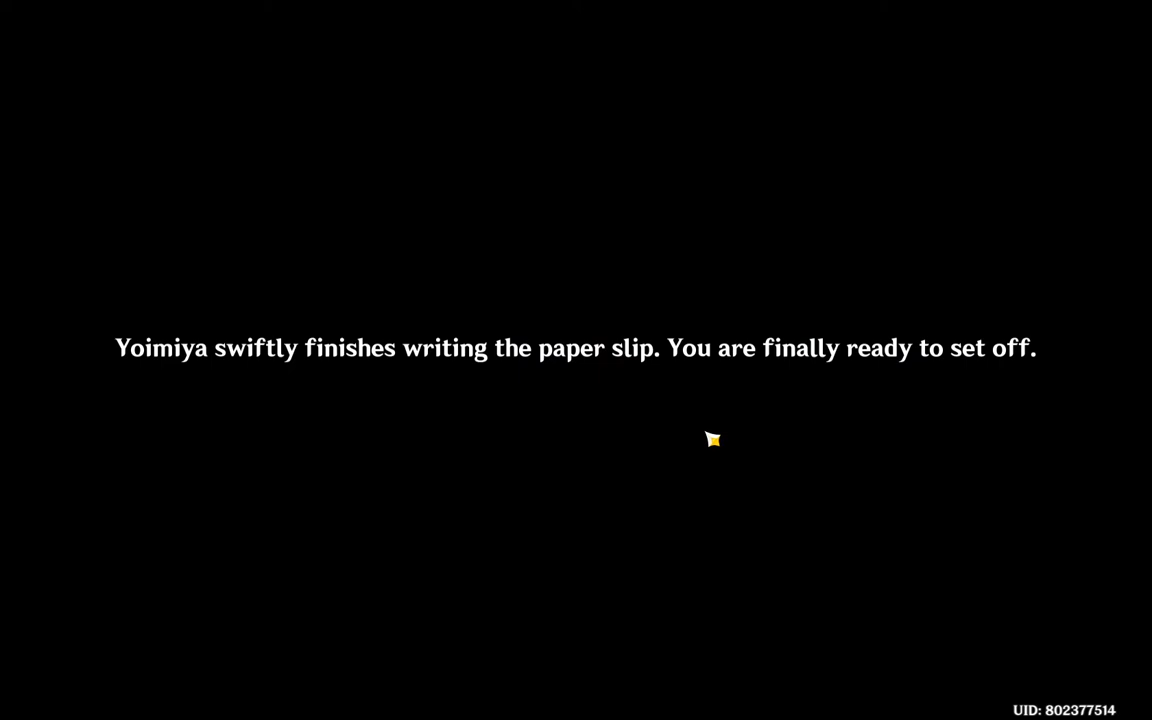 Yoimiya swiftly finishes writing the paper slip. You are finally ready to set off.
UID: 802377514